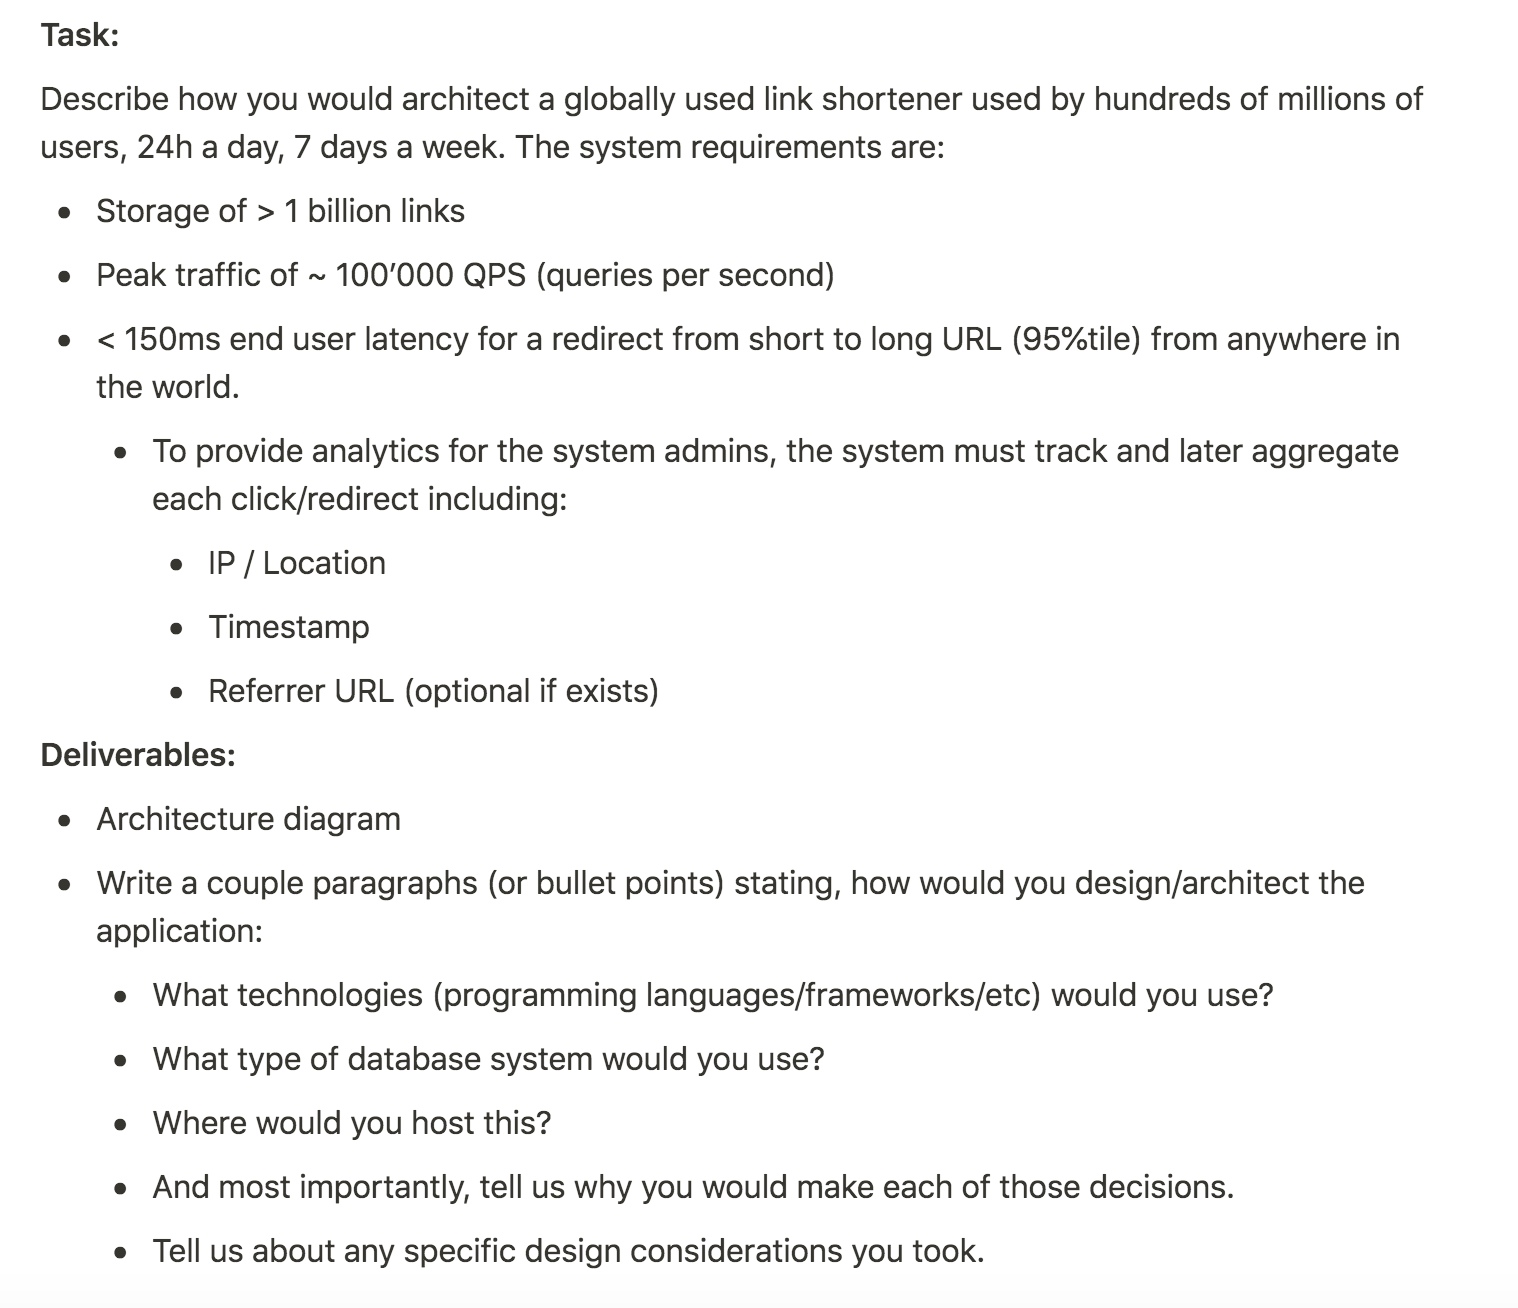 Task:
Describe how you would architect a globally used link shortener used by hundreds of millions of
users, 24h a day, 7 days a week. The system requirements are:
• Storage of > 1 billion links
• Peak traffic of ~ 100’000 QPS (queries per second)
• < 150ms end user latency for a redirect from short to long URL (95%tile) from anywhere in
the world.
• To provide analytics for the system admins, the system must track and later aggregate
each click/redirect including:
• IP / Location
• Timestamp
• Referrer URL (optional if exists)
Deliverables:
• Architecture diagram
• Write a couple paragraphs (or bullet points) stating, how would you design/architect the
application:
• What technologies (programming languages/frameworks/etc) would you use?
• What type of database system would you use?
• Where would you host this?
• And most importantly, tell us why you would make each of those decisions.
• Tell us about any specific design considerations you took.